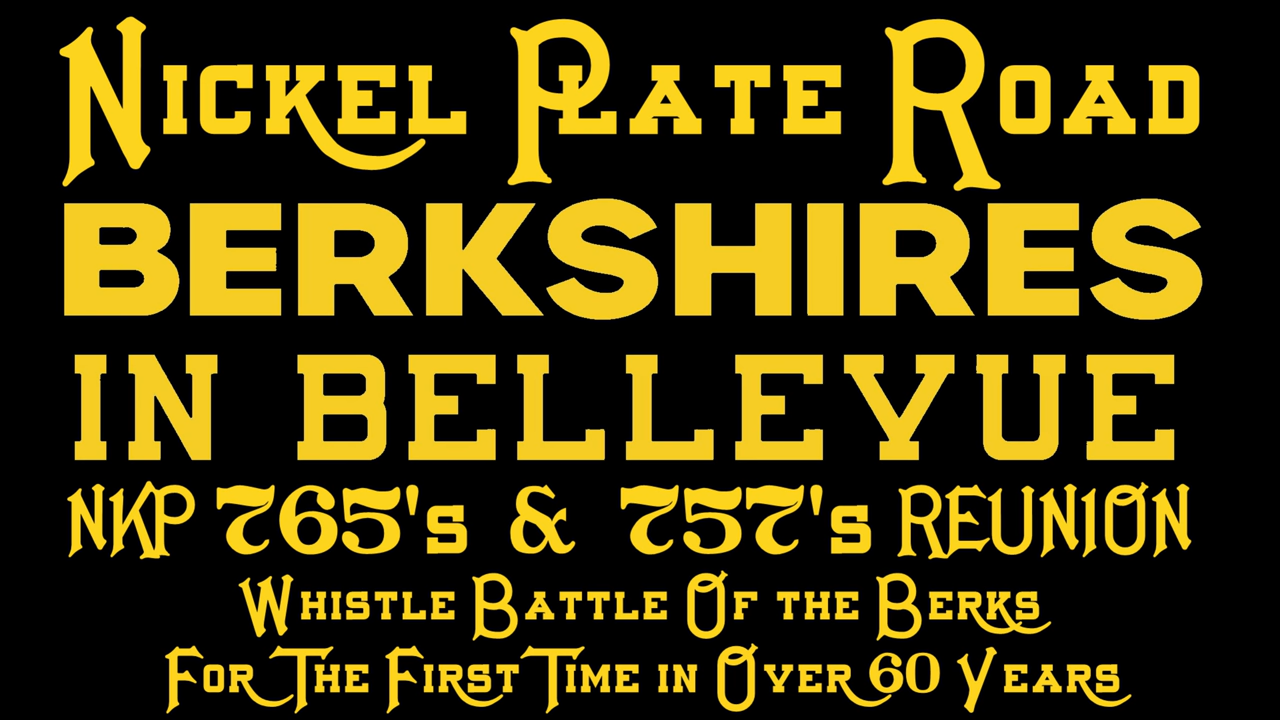 Nickel Plate Road
BERKSHIRES
IN BELLEVUE
NKP 765's & 757's REUNION
Whistle Battle Of the Berks
For The First Time in Over 60 Years